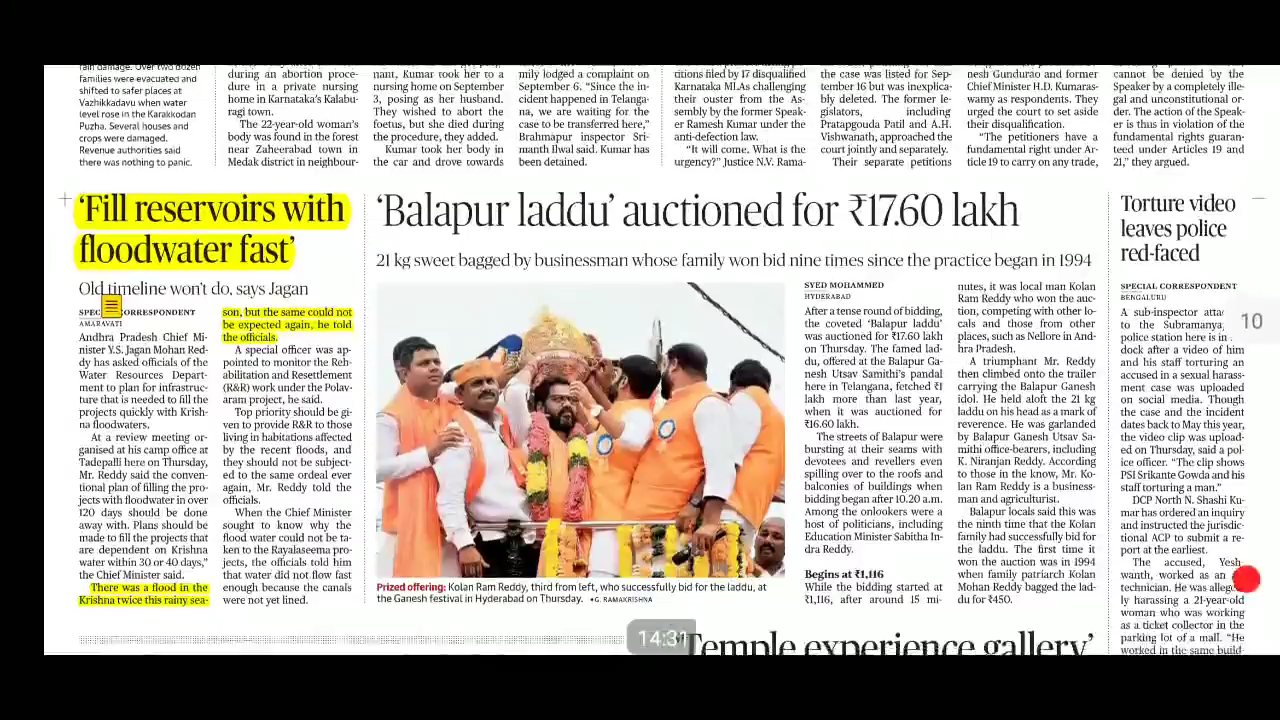 rain damage. Over two dozen
families were evacuated and
shifted to safer places at
Vazhikkadavu when water
level rose in the Karakkodan
Puzha. Several houses and
crops were damaged.
Revenue authorities said
there was nothing to panic.
during an abortion proce-
dure in a private nursing
home in Karnataka's Kalabu-
ragi town.
The 22-year-old woman's
body was found in the forest
near Zaheerabad town in
Medak district in neighbour-
nant, Kumar took her to a
nursing home on September
3, posing as her husband.
They wished to abort the
foetus, but she died during
the procedure, they added.
Kumar took her body in
the car and drove towards
mily lodged a complaint on
September 6. “Since the in-
cident happened in Telanga-
na, we are waiting for the
case to be transferred here,”
Brahmapur inspector Sri-
manth Ilwal said. Kumar has
been detained.
titions filed by 17 disqualified
Karnataka MLAs challenging
their ouster from the As-
sembly by the former Speak-
er Ramesh Kumar under the
anti-defection law.
“It will come. What is the
urgency?” Justice N.V. Rama-
the case was listed for Sep-
tember 16 but was inexplica-
bly deleted. The former le-
gislators, including
Pratapgouda Patil and A.H.
Vishwanath, approached the
court jointly and separately.
Their separate petitions
nesh Gundurao and former
Chief Minister H.D. Kumaras-
wamy as respondents. They
urged the court to set aside
their disqualification.
“The petitioners have a
fundamental right under Ar-
ticle 19 to carry on any trade,
cannot be denied by the
Speaker by a completely ille-
gal and unconstitutional or-
der. The action of the Speak-
er is thus in violation of the
fundamental rights guaran-
teed under Articles 19 and
21,” they argued.
‘Fill reservoirs with
floodwater fast’
Old timeline won't do, says Jagan
SPEC ORRESPONDENT
AMARAVATI
Andhra Pradesh Chief Mi-
nister Y.S. Jagan Mohan Red-
dy has asked officials of the
Water Resources Depart-
ment to plan for infrastruc-
ture that is needed to fill the
projects quickly with Krish-
na floodwaters.
At a review meeting or-
ganised at his camp office at
Tadepalli here on Thursday,
Mr. Reddy said the conven-
tional plan of filling the pro-
jects with floodwater in over
120 days should be done
away with. Plans should be
made to fill the projects that
are dependent on Krishna
water within 30 or 40 days,”
the Chief Minister said.
There was a flood in the
Krishna twice this rainy sea-
son, but the same could not
be expected again, he told
the officials.
A special officer was ap-
pointed to monitor the Reh-
abilitation and Resettlement
(R&R) work under the Polav-
aram project, he said.
Top priority should be gi-
ven to provide R&R to those
living in habitations affected
by the recent floods, and
they should not be subject-
ed to the same ordeal ever
again, Mr. Reddy told the
officials.
When the Chief Minister
sought to know why the
flood water could not be ta-
ken to the Rayalaseema pro-
jects, the officials told him
that water did not flow fast
enough because the canals
were not yet lined.
‘Balapur laddu’ auctioned for ₹17.60 lakh
21 kg sweet bagged by businessman whose family won bid nine times since the practice began in 1994
Prized offering: Kolan Ram Reddy, third from left, who successfully bid for the laddu, at
the Ganesh festival in Hyderabad on Thursday. •G. RAMAKRISHNA
SYED MOHAMMED
HYDERABAD
After a tense round of bidding,
the coveted ‘Balapur laddu’
was auctioned for ₹17.60 lakh
on Thursday. The famed lad-
du, offered at the Balapur Ga-
nesh Utsav Samithi's pandal
here in Telangana, fetched ₹1
lakh more than last year,
when it was auctioned for
₹16.60 lakh.
The streets of Balapur were
bursting at their seams with
devotees and revellers even
spilling over to the roofs and
balconies of buildings when
bidding began after 10.20 a.m.
Among the onlookers were a
host of politicians, including
Education Minister Sabitha In-
dra Reddy.
Begins at ₹1,116
While the bidding started at
₹1,116, after around 15 mi-
nutes, it was local man Kolan
Ram Reddy who won the auc-
tion, competing with other lo-
cals and those from other
places, such as Nellore in And-
hra Pradesh.
A triumphant Mr. Reddy
then climbed onto the trailer
carrying the Balapur Ganesh
idol. He held aloft the 21 kg
laddu on his head as a mark of
reverence. He was garlanded
by Balapur Ganesh Utsav Sa-
mithi office-bearers, including
K. Niranjan Reddy. According
to those in the know, Mr. Ko-
lan Ram Reddy is a business-
man and agriculturist.
Balapur locals said this was
the ninth time that the Kolan
family had successfully bid for
the laddu. The first time it
won the auction was in 1994
when family patriarch Kolan
Mohan Reddy bagged the lad-
du for ₹450.
Torture video
leaves police
red-faced
SPECIAL CORRESPONDENT
BENGALURU
A sub-inspector atta
to the Subramanya
police station here is in
dock after a video of him
and his staff torturing an
accused in a sexual harass-
ment case was uploaded
on social media. Though
the case and the incident
dates back to May this year,
the video clip was upload-
ed on Thursday, said a pol-
ice officer. “The clip shows
PSI Srikante Gowda and his
staff torturing a man.”
DCP North N. Shashi Ku-
mar has ordered an inquiry
and instructed the jurisdic-
tional ACP to submit a re-
port at the earliest.
The accused, Yesh-
wanth, worked as an
technician. He was alleged
ly harassing a 21-year-old
woman who was working
as a ticket collector in the
parking lot of a mall. “He
worked in the same build-
10
14:31
Temple experience gallery’